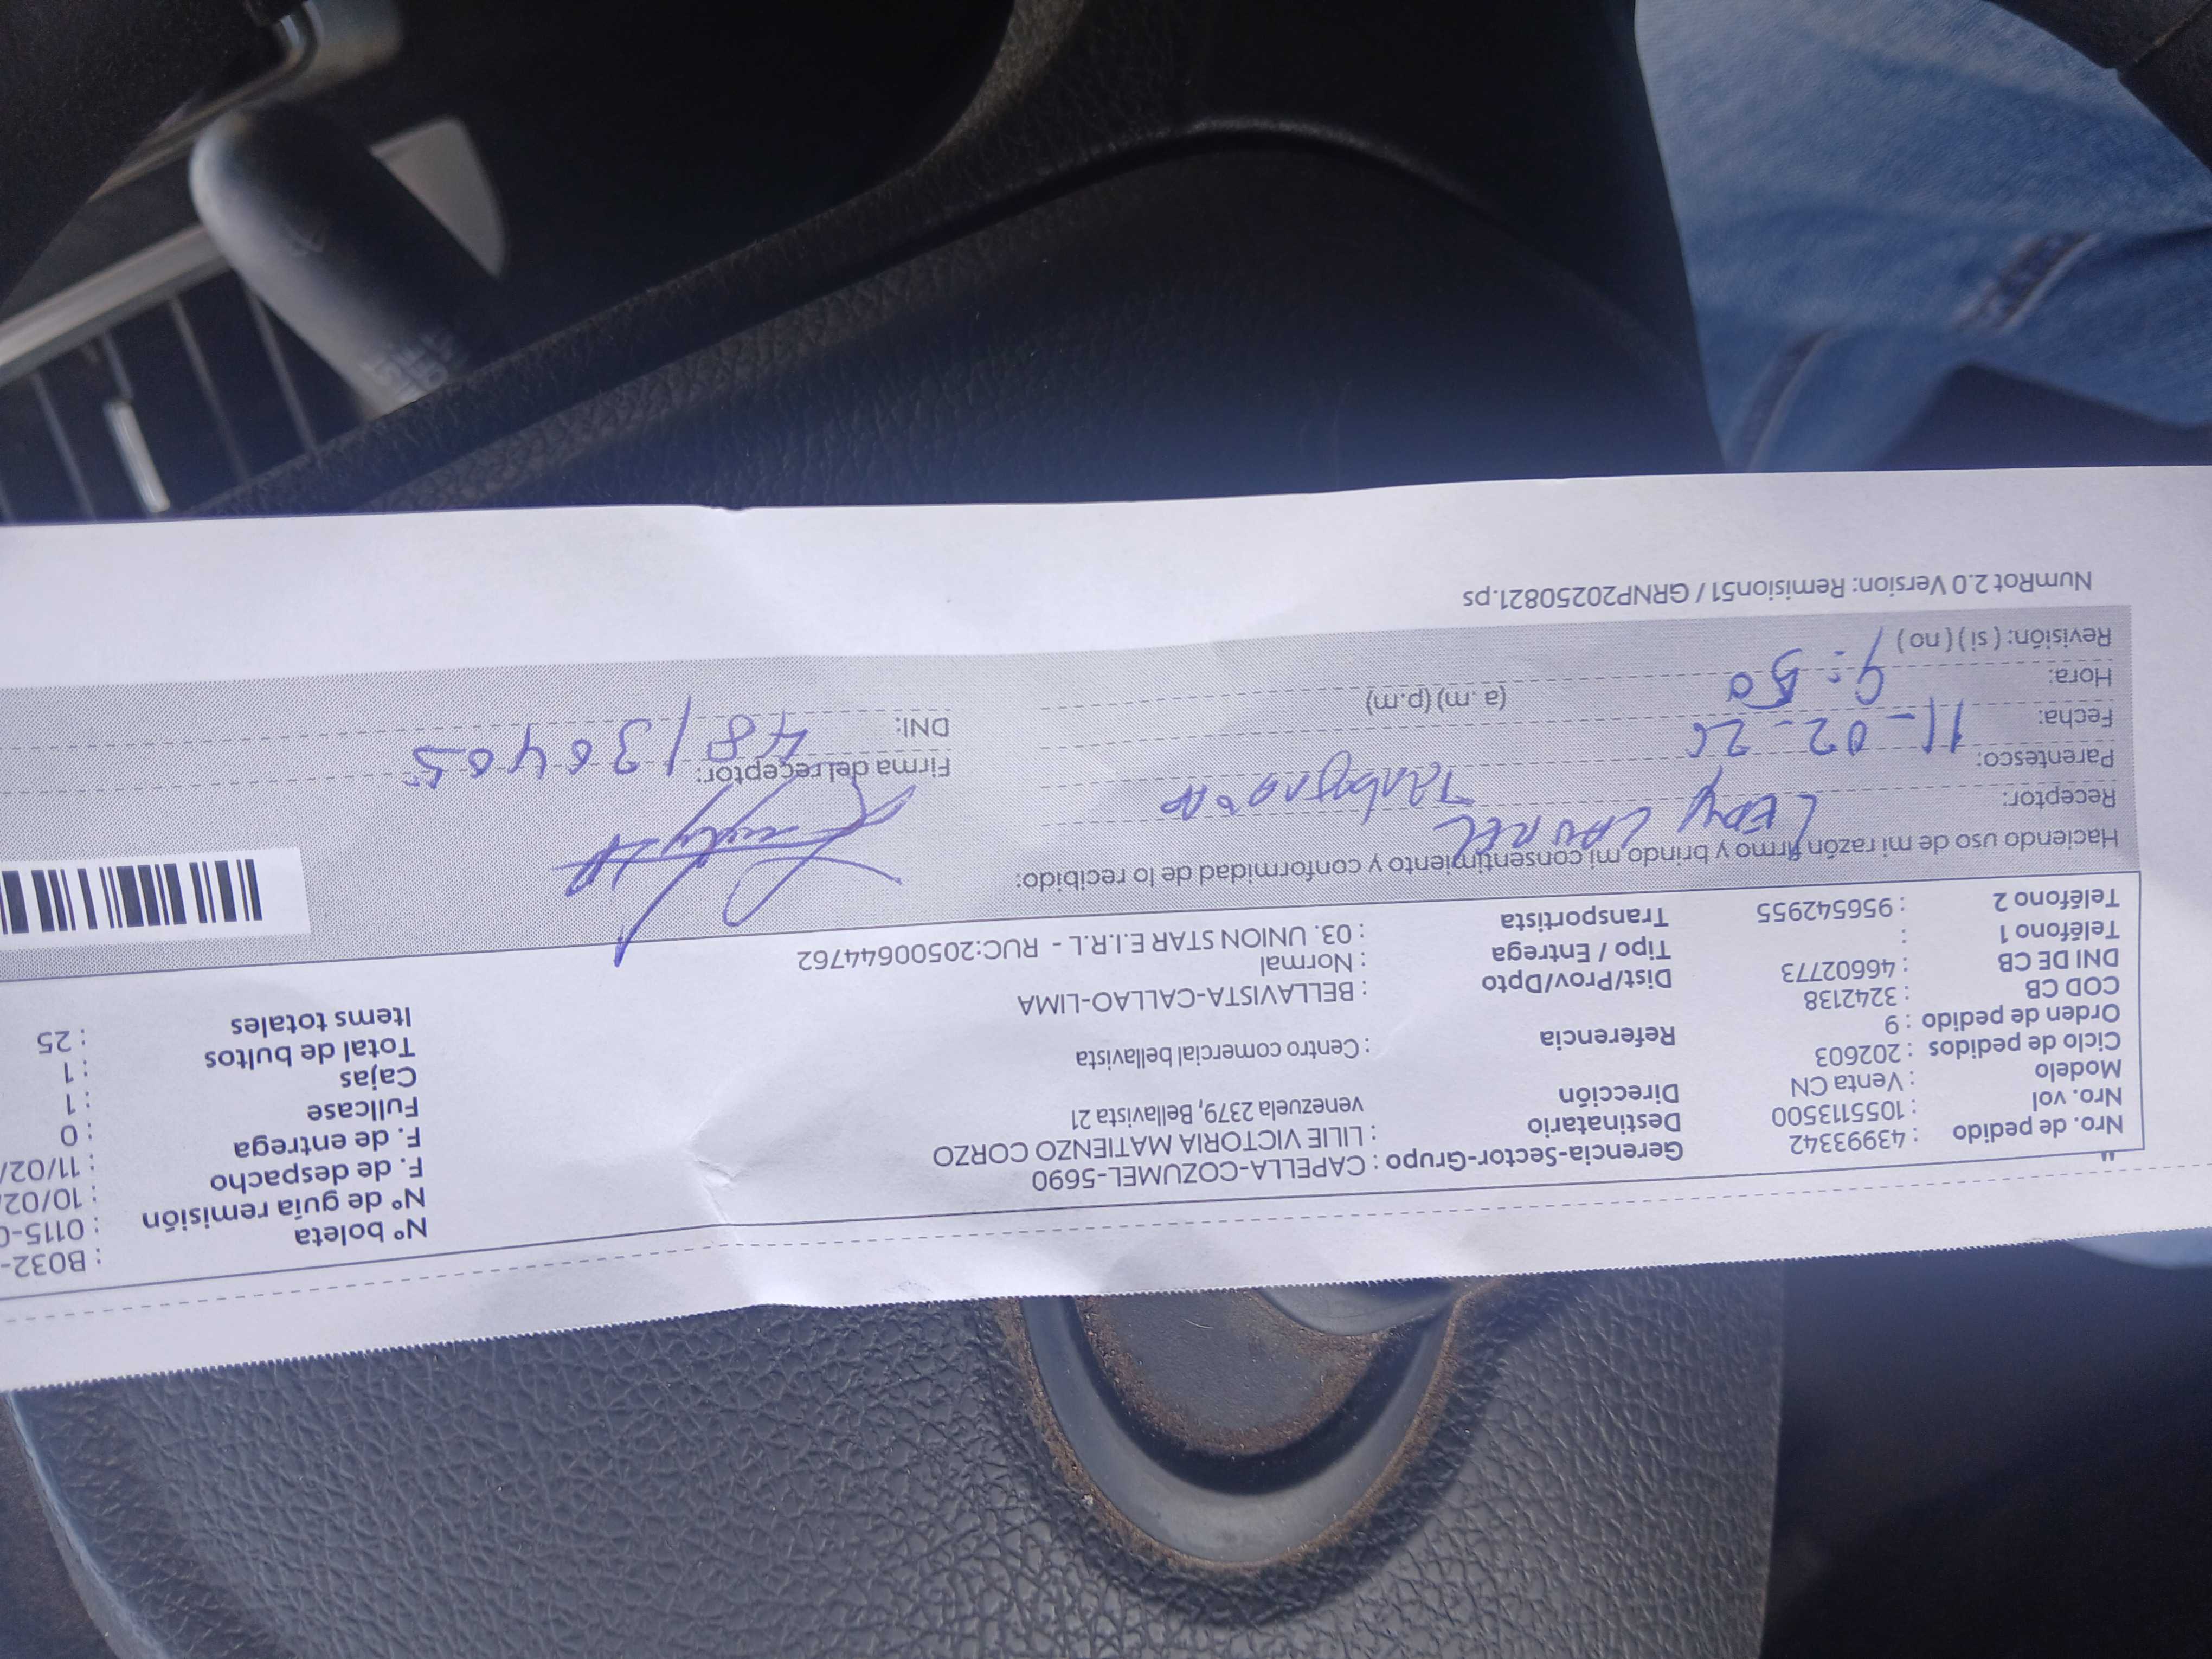 Nro. de pedido : 43993342
Nro. vol : 1055113500
Modelo : Venta CN
Ciclo de pedidos : 202603
Orden de pedido : 9
COD CB : 3242138
DNI DE CB : 46602773
Teléfono 1 :
Teléfono 2 : 956542955
Gerencia-Sector-Grupo : CAPELLA-COZUMEL-5690
Destinatario : LILIE VICTORIA MATIENZO CORZO
Dirección venezuela 2379, Bellavista 21
Referencia : Centro comercial bellavista
Dist/Prov/Dpto : BELLAVISTA-CALLAO-LIMA
Tipo / Entrega : Normal
Transportista : 03. UNION STAR E.I.R.L - RUC:20500644762
Nº boleta : B032-
Nº de guía remisión : 0115-0
F. de despacho : 10/02/
F. de entrega : 11/02/
Fullcase : 0
Cajas : 1
Total de bultos : 1
Items totales : 25
Haciendo uso de mi razón firmo y brindo mi consentimiento y conformidad de lo recibido:
Receptor: LEDY LAUREL
Parentesco:
Fecha: 11-02-26
Hora: 9:50 (a. m) (p.m)
Revisión: ( si ) ( no )
Firma del receptor:
DNI: 48130405
NumRot 2.0 Version: Remision51 / GRNP20250821.ps